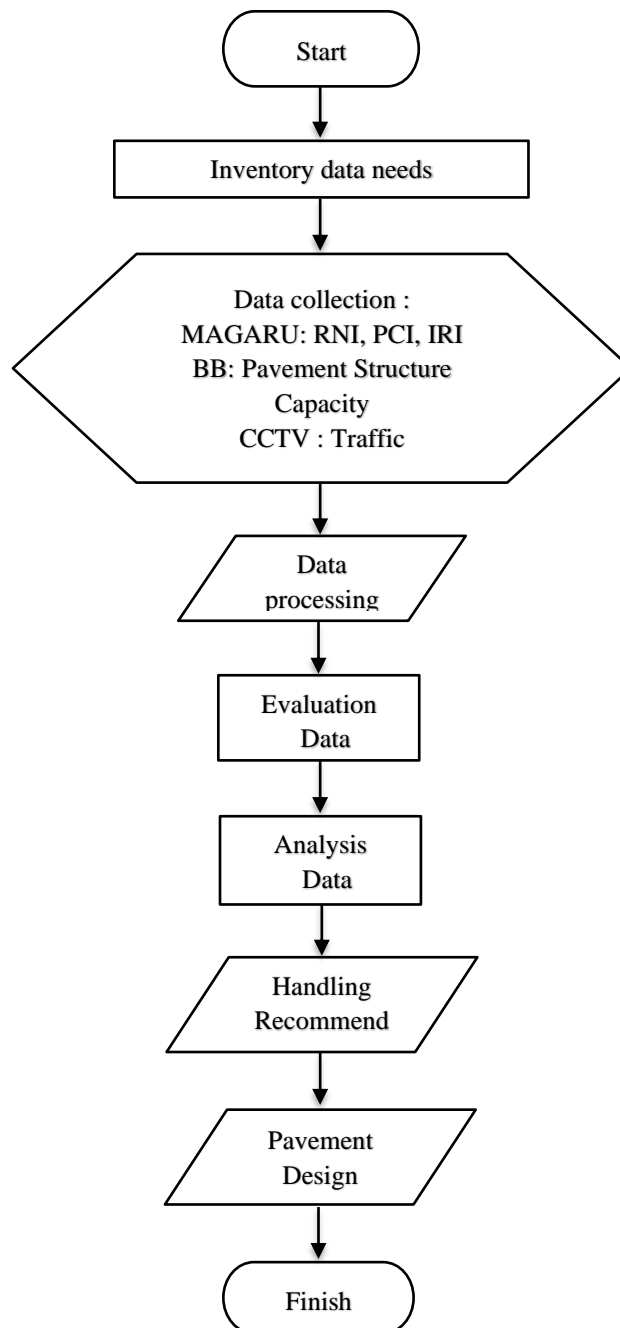 Start
Inventory data needs
Data collection :
MAGARU: RNI, PCI, IRI
BB: Pavement Structure
Capacity
CCTV : Traffic
Data
processing
Evaluation
Data
Analysis
Data
Handling
Recommend
Pavement
Design
Finish